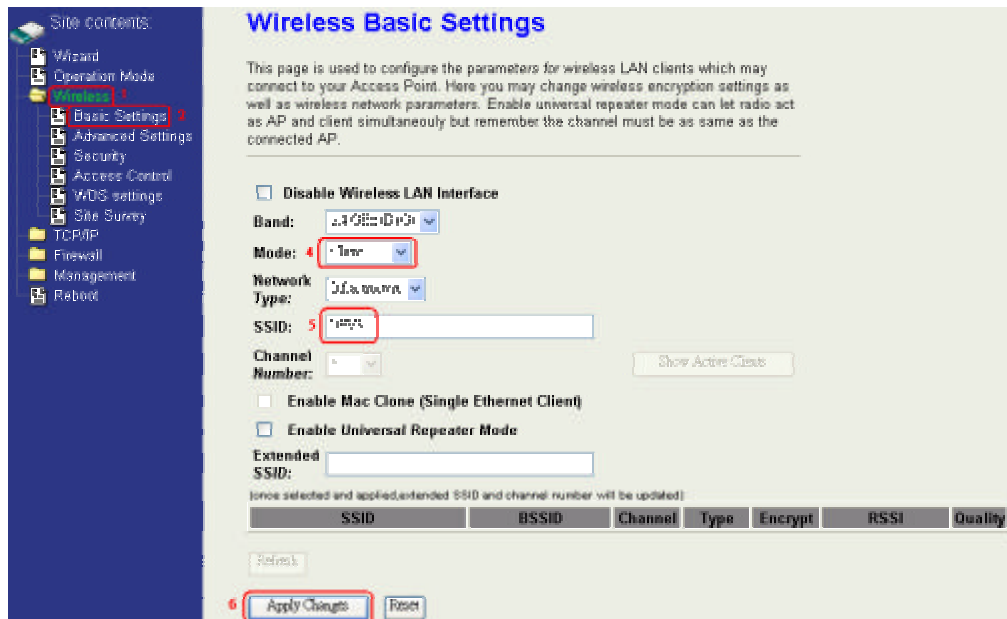 Site contents:
Wizard
Operation Mode
Wireless 1
Basic Settings 2
Advanced Settings
Security
Access Control
WDS settings
Site Survey
TCP/IP
Firewall
Management
Reboot
Wireless Basic Settings
This page is used to configure the parameters for wireless LAN clients which may
connect to your Access Point. Here you may change wireless encryption settings as
well as wireless network parameters. Enable universal repeater mode can let radio act
as AP and client simultaneouly but remember the channel must be as same as the
connected AP.
Disable Wireless LAN Interface
Band:
Mode: 4
Network
Type:
SSID: 5
Channel
Number:
Show Active Clients
Enable Mac Clone (Single Ethernet Client)
Enable Universal Repeater Mode
Extended
SSID:
(once selected and applied,extended SSID and channel number will be updated)
SSID BSSID Channel Type Encrypt RSSI Quality
Refresh
6 Apply Changes Reset